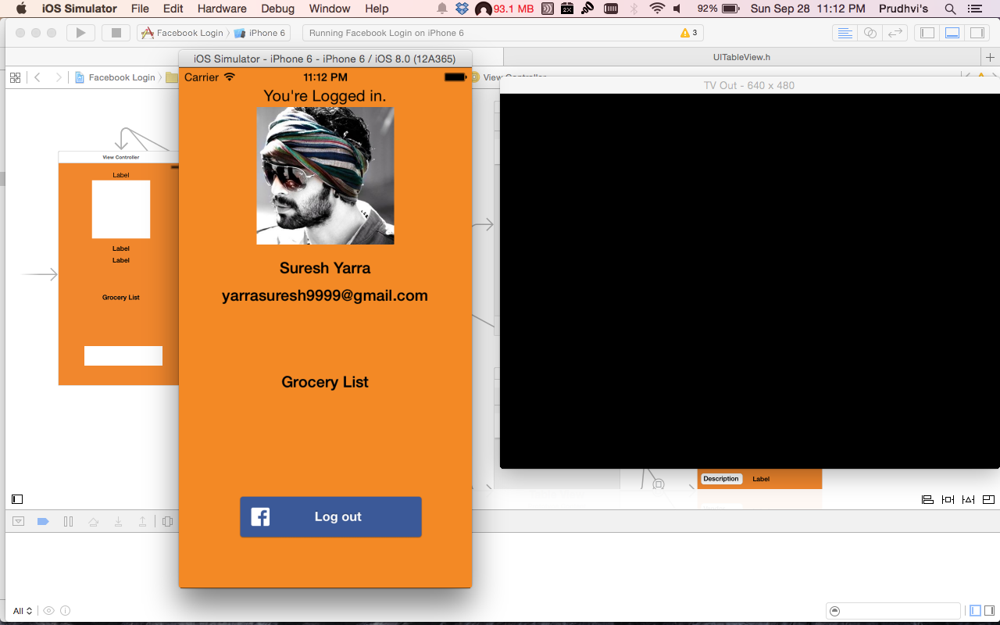 iOS Simulator File Edit Hardware Debug Window Help 93.1 MB 2X 92% Sun Sep 28 11:12 PM Prudhvi's
Facebook Login iPhone 6 Running Facebook Login on iPhone 6 3
iOS Simulator - iPhone 6 - iPhone 6 / iOS 8.0 (12A365)
UITableView.h
Facebook Login
View Controller
TV Out - 640 x 480
Carrier 11:12 PM
You're Logged in.
Suresh Yarra
yarrasuresh9999@gmail.com
Grocery List
f Log out
View Controller
Label
Label
Label
Grocery List
Description Label
All